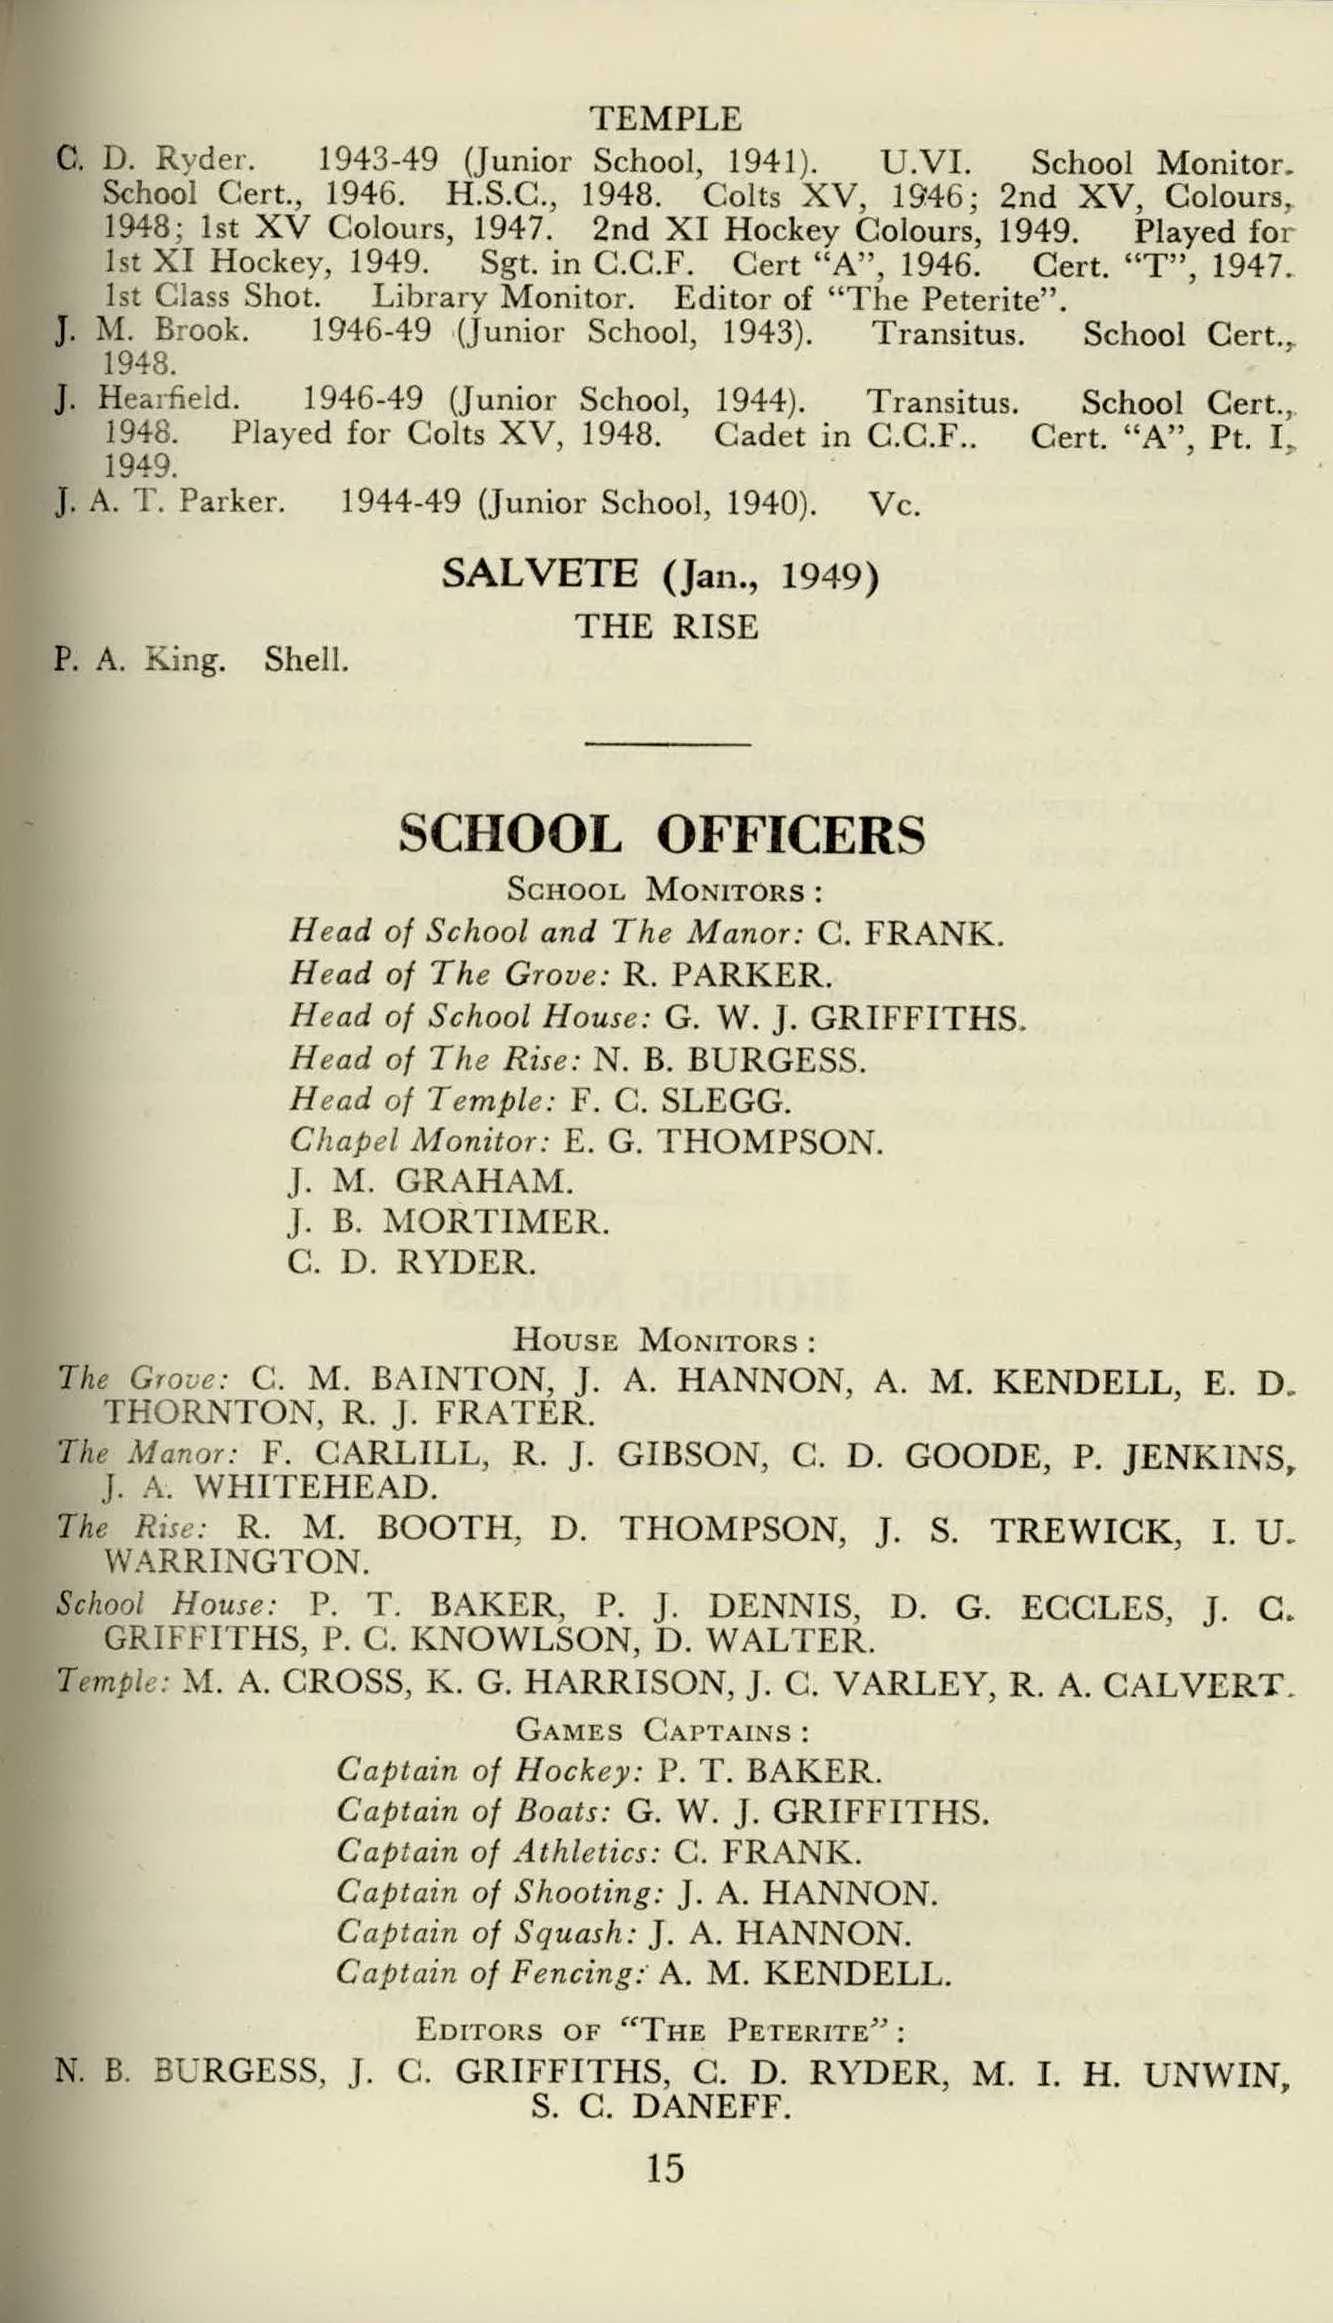 TEMPLE
C. D. Ryder. 1943-49 (Junior School, 1941). U.VI. School Monitor.
School Cert., 1946. H.S.C., 1948. Colts XV, 1946; 2nd XV, Colours,
1948; 1st XV Colours, 1947. 2nd XI Hockey Colours, 1949. Played for
1st XI Hockey, 1949. Sgt. in C.C.F. Cert “A”, 1946. Cert. “T”, 1947.
1st Class Shot. Library Monitor. Editor of “The Peterite”.
J. M. Brook. 1946-49 (Junior School, 1943). Transitus. School Cert.,
1948.
J. Hearfield. 1946-49 (Junior School, 1944). Transitus. School Cert.,
1948. Played for Colts XV, 1948. Cadet in C.C.F.. Cert. “A”, Pt. I,
1949.
J. A. T. Parker. 1944-49 (Junior School, 1940). Vc.
SALVETE (Jan., 1949)
THE RISE
P. A. King. Shell.
SCHOOL OFFICERS
SCHOOL MONITORS :
Head of School and The Manor: C. FRANK.
Head of The Grove: R. PARKER.
Head of School House: G. W. J. GRIFFITHS.
Head of The Rise: N. B. BURGESS.
Head of Temple: F. C. SLEGG.
Chapel Monitor: E. G. THOMPSON.
J. M. GRAHAM.
J. B. MORTIMER.
C. D. RYDER.
HOUSE MONITORS :
The Grove: C. M. BAINTON, J. A. HANNON, A. M. KENDELL, E. D.
THORNTON, R. J. FRATER.
The Manor: F. CARLILL, R. J. GIBSON, C. D. GOODE, P. JENKINS,
J. A. WHITEHEAD.
The Rise: R. M. BOOTH, D. THOMPSON, J. S. TREWICK, I. U.
WARRINGTON.
School House: P. T. BAKER, P. J. DENNIS, D. G. ECCLES, J. C.
GRIFFITHS, P. C. KNOWLSON, D. WALTER.
Temple: M. A. CROSS, K. G. HARRISON, J. C. VARLEY, R. A. CALVERT.
GAMES CAPTAINS :
Captain of Hockey: P. T. BAKER.
Captain of Boats: G. W. J. GRIFFITHS.
Captain of Athletics: C. FRANK.
Captain of Shooting: J. A. HANNON.
Captain of Squash: J. A. HANNON.
Captain of Fencing: A. M. KENDELL.
EDITORS OF “THE PETERITE” :
N. B. BURGESS, J. C. GRIFFITHS, C. D. RYDER, M. I. H. UNWIN,
S. C. DANEFF.
15